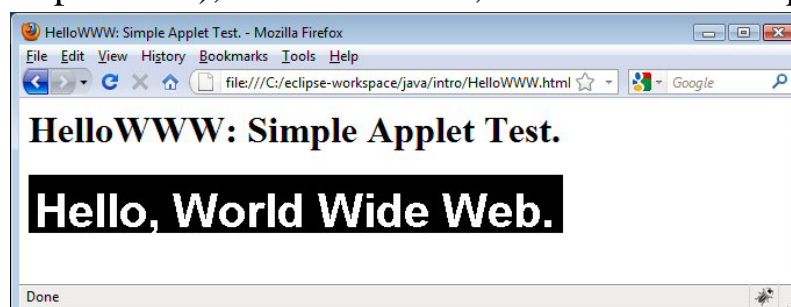 HelloWWW: Simple Applet Test. - Mozilla Firefox
File Edit View History Bookmarks Tools Help
file:///C:/eclipse-workspace/java/intro/HelloWWW.html Google
HelloWWW: Simple Applet Test.
Hello, World Wide Web.
Done